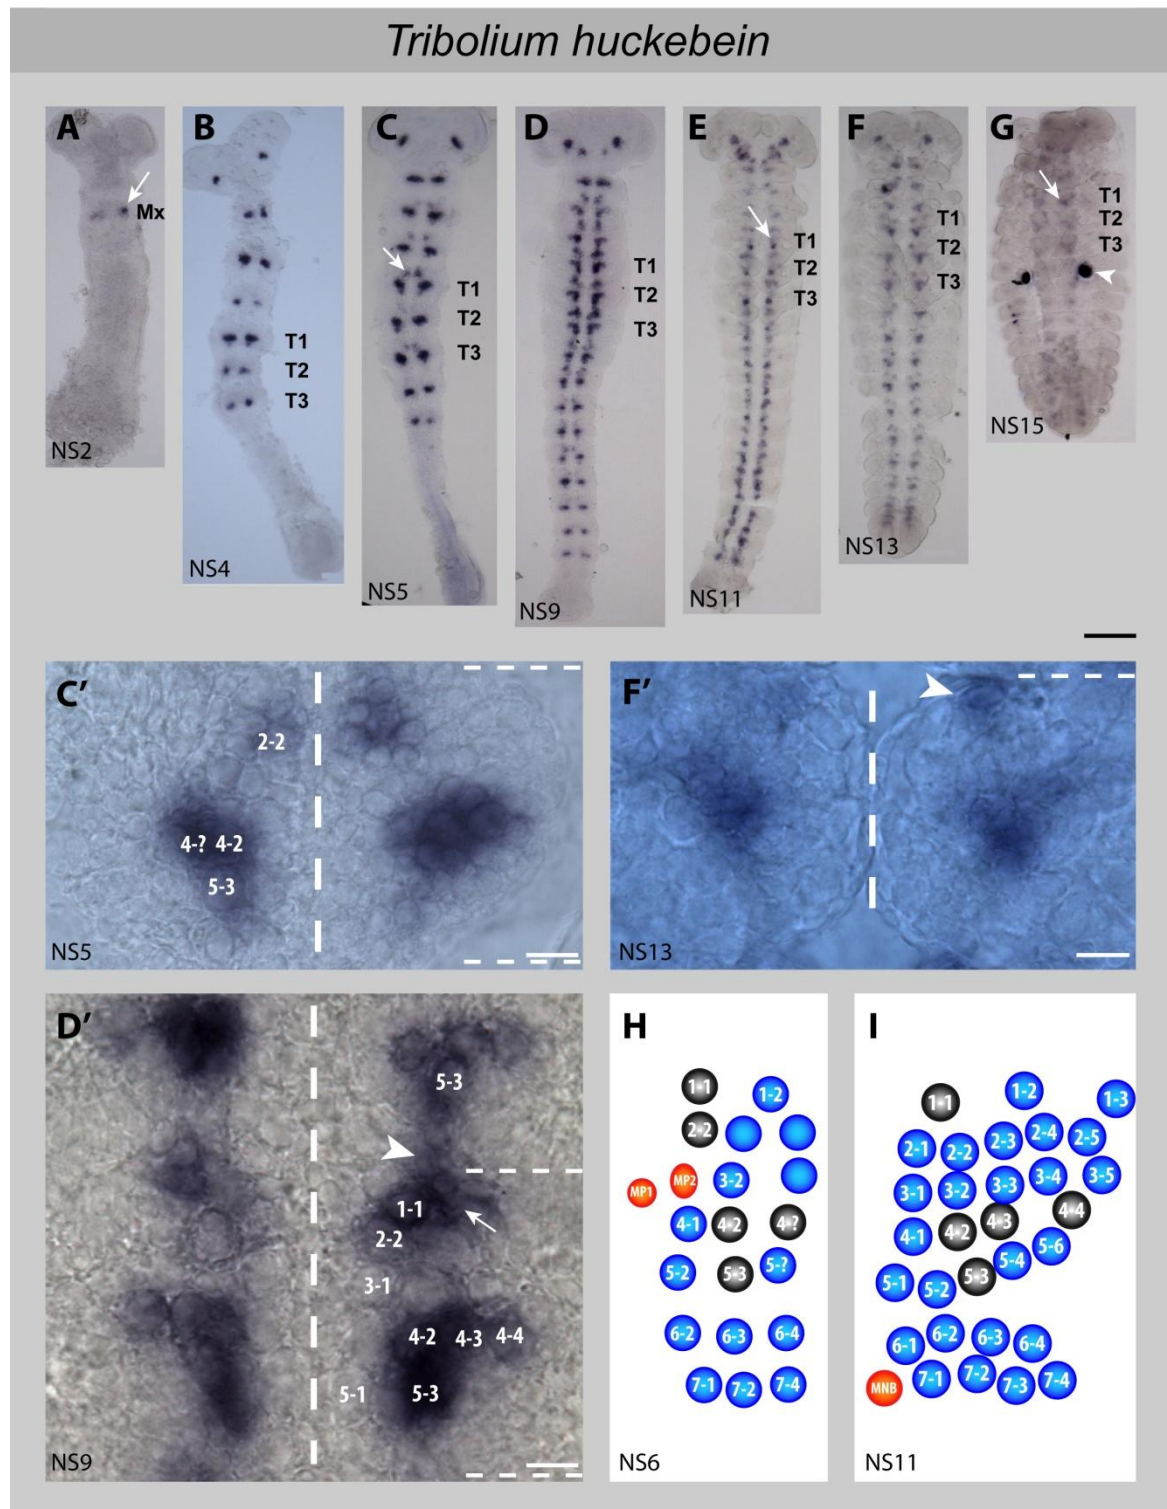 Tribolium huckebein
A
Mx
NS2
B
T1
T2
T3
NS4
C
T1
T2
T3
NS5
D
T1
T2
T3
NS9
E
T1
T2
T3
NS11
F
T1
T2
T3
NS13
G
T1
T2
T3
NS15
C′
2-2
4-? 4-2
5-3
NS5
F′
NS13
D′
5-3
1-1
2-2
3-1
4-2 4-3 4-4
5-1 5-3
NS9
H
1-1 1-2
2-2
MP1 MP2 3-2
4-1 4-2 4-?
5-2 5-3 5-?
6-2 6-3 6-4
7-1 7-2 7-4
NS6
I
1-1 1-2 1-3
2-1 2-2 2-3 2-4 2-5
3-1 3-2 3-3 3-4 3-5
4-1 4-2 4-3 4-4
5-1 5-2 5-3 5-4 5-6
6-1 6-2 6-3 6-4
MNB 7-1 7-2 7-3 7-4
NS11